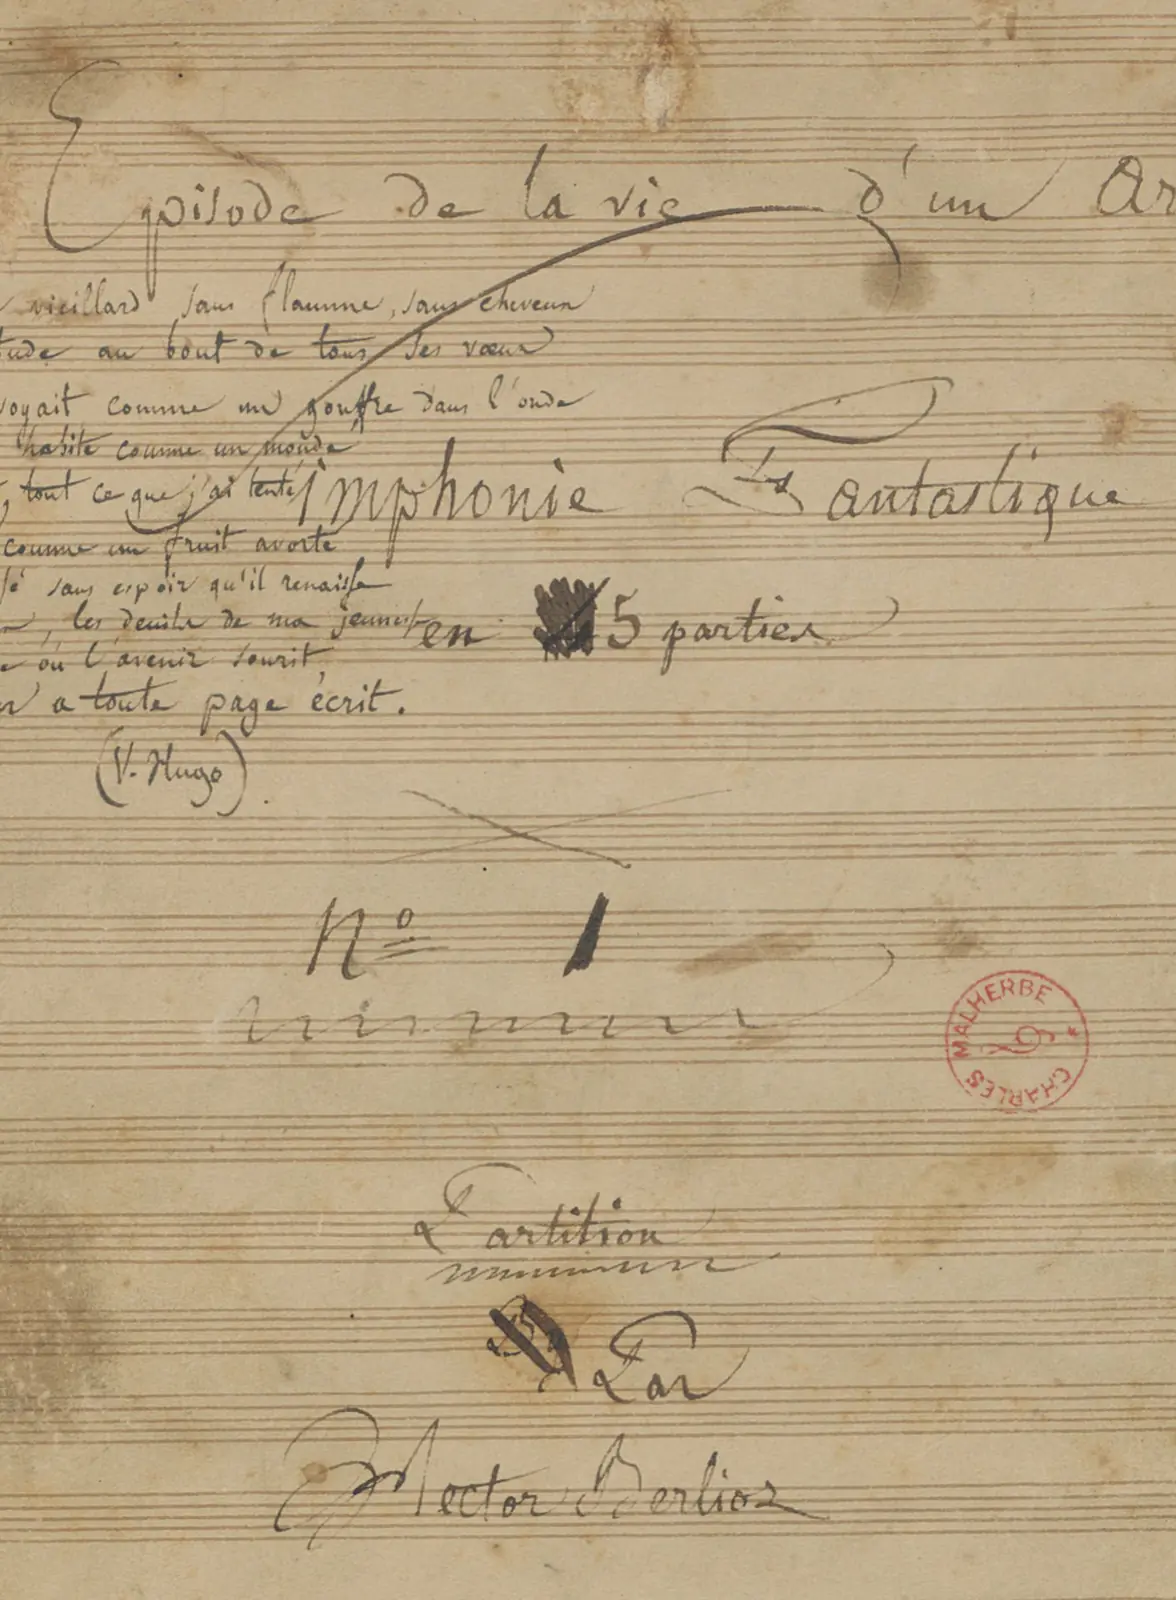 Episode de la vie d'un Ar
vieillard sans flamme, sans cheveux
tude au bout de tous ses vœux
voyait comme un gouffre dans l'onde
habite comme un monde
, tout ce que j'ai tenté
Simphonie Fantastique
comme un fruit avorté
sé sans espoir qu'il renaisse
, les deuils de ma jeunesse
en 5 parties
e où l'avenir sourit,
a toute page écrit.
(V. Hugo).
No 1
CHARLES MALHERBE
Partition
Par
Hector Berlioz